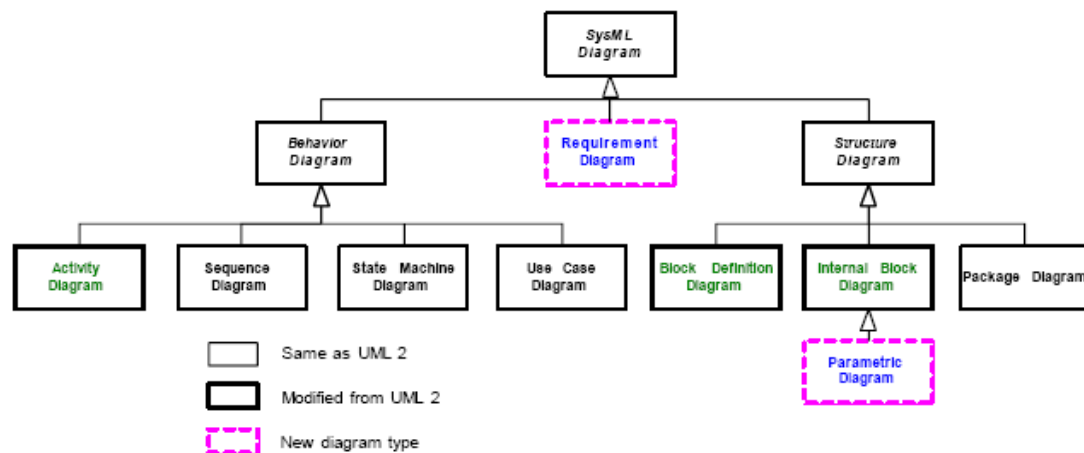 SysML
Diagram
Behavior
Diagram
Requirement
Diagram
Structure
Diagram
Activity
Diagram
Sequence
Diagram
State Machine
Diagram
Use Case
Diagram
Block Definition
Diagram
Internal Block
Diagram
Package Diagram
Parametric
Diagram
Same as UML 2
Modified from UML 2
New diagram type